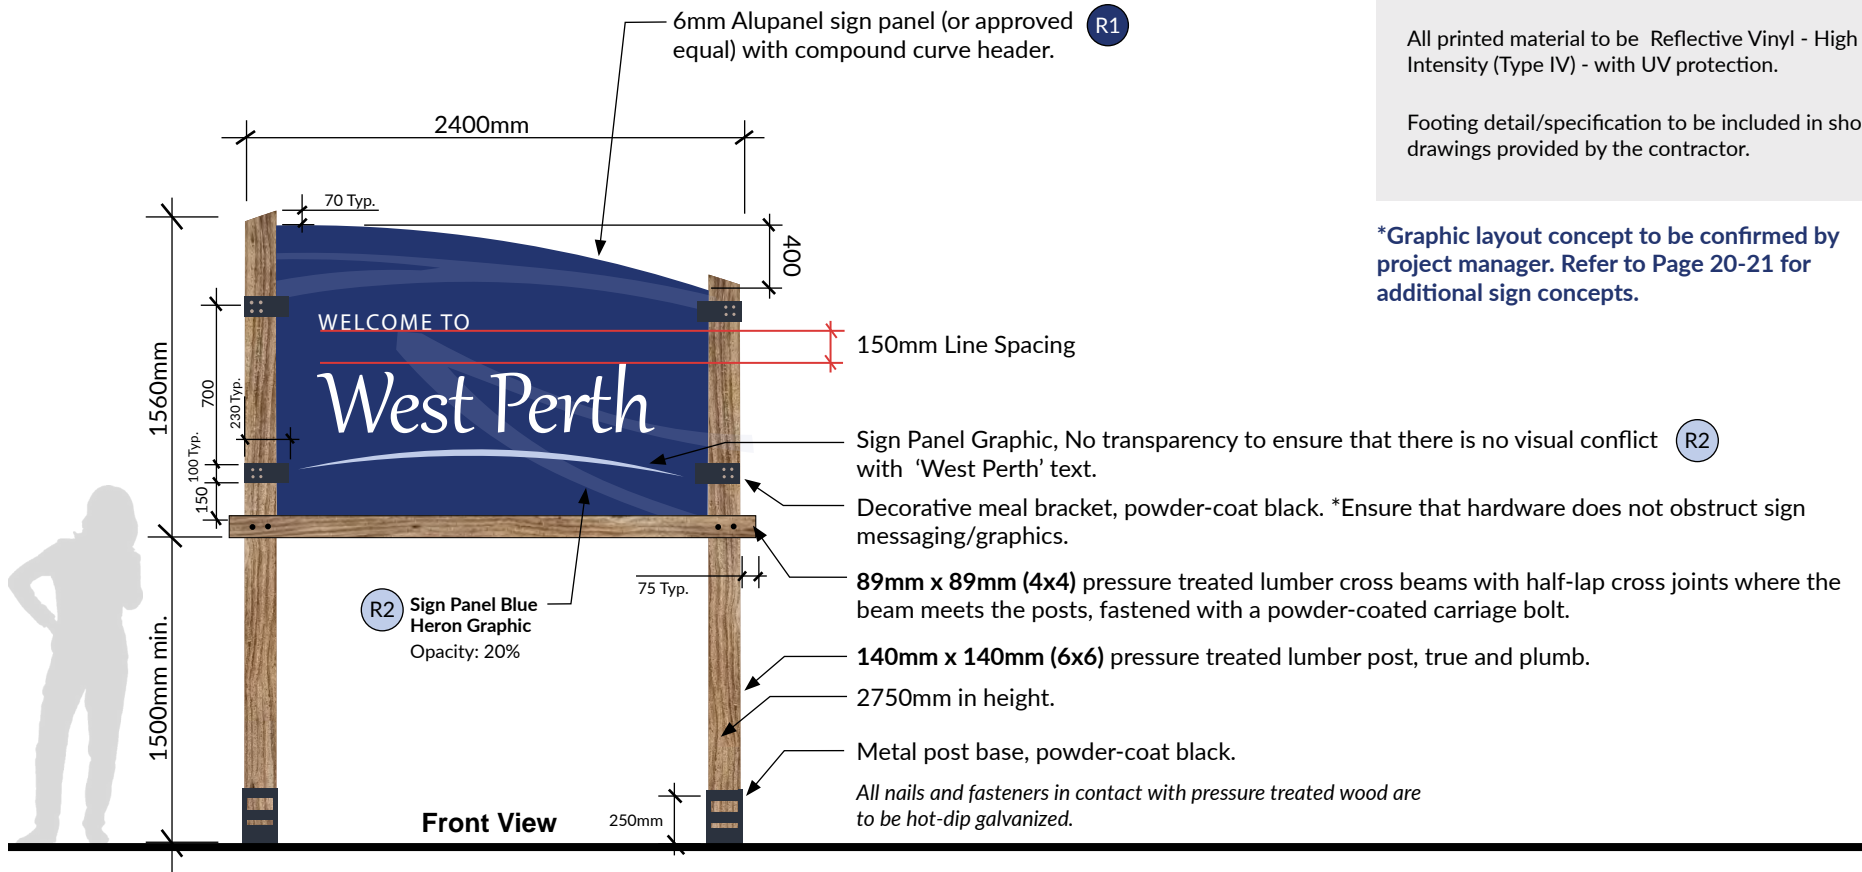 6mm Alupanel sign panel (or approved
equal) with compound curve header.
R1
All printed material to be  Reflective Vinyl - High
Intensity (Type IV) - with UV protection.
Footing detail/specification to be included in sho
drawings provided by the contractor.
*Graphic layout concept to be confirmed by
project manager. Refer to Page 20-21 for
additional sign concepts.
2400mm
70 Typ.
400
1560mm
700
230 Typ.
100 Typ.
150
WELCOME TO
West Perth
150mm Line Spacing
Sign Panel Graphic, No transparency to ensure that there is no visual conflict
with  ‘West Perth’ text.
R2
Decorative meal bracket, powder-coat black. *Ensure that hardware does not obstruct sign
messaging/graphics.
75 Typ.
89mm x 89mm (4x4) pressure treated lumber cross beams with half-lap cross joints where the
beam meets the posts, fastened with a powder-coated carriage bolt.
R2
Sign Panel Blue
Heron Graphic
Opacity: 20%
1500mm min.
140mm x 140mm (6x6) pressure treated lumber post, true and plumb.
2750mm in height.
Metal post base, powder-coat black.
All nails and fasteners in contact with pressure treated wood are
to be hot-dip galvanized.
Front View
250mm